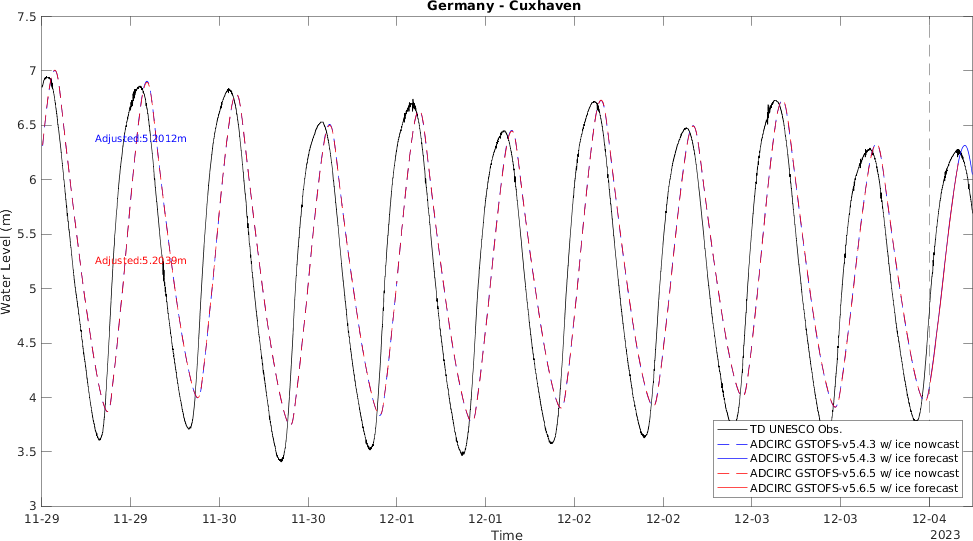 Germany - Cuxhaven
7.5
7
6.5
6
5.5
5
4.5
4
3.5
3
Water Level (m)
Adjusted:5.2012m
Adjusted:5.2039m
TD UNESCO Obs.
ADCIRC GSTOFS-v5.4.3 w/ ice nowcast
ADCIRC GSTOFS-v5.4.3 w/ ice forecast
ADCIRC GSTOFS-v5.6.5 w/ ice nowcast
ADCIRC GSTOFS-v5.6.5 w/ ice forecast
11-29 11-29 11-30 11-30 12-01 12-01 12-02 12-02 12-03 12-03 12-04
Time
2023